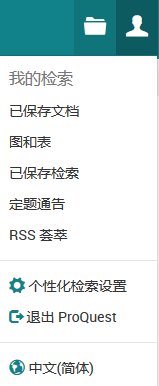 我的检索
已保存文档
图和表
已保存检索
定题通告
RSS 荟萃
个性化检索设置
退出 ProQuest
中文(简体)